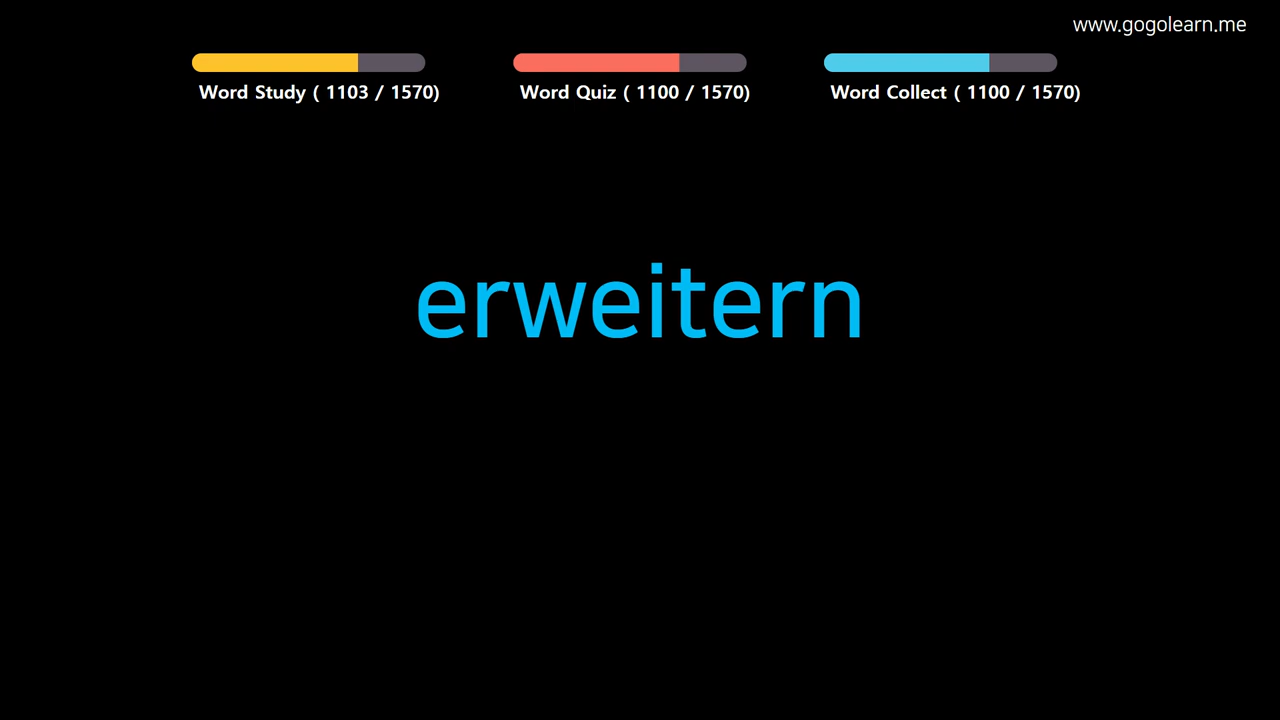 www.gogolearn.me
Word Study ( 1103 / 1570)
Word Quiz ( 1100 / 1570)
Word Collect ( 1100 / 1570)
erweitern